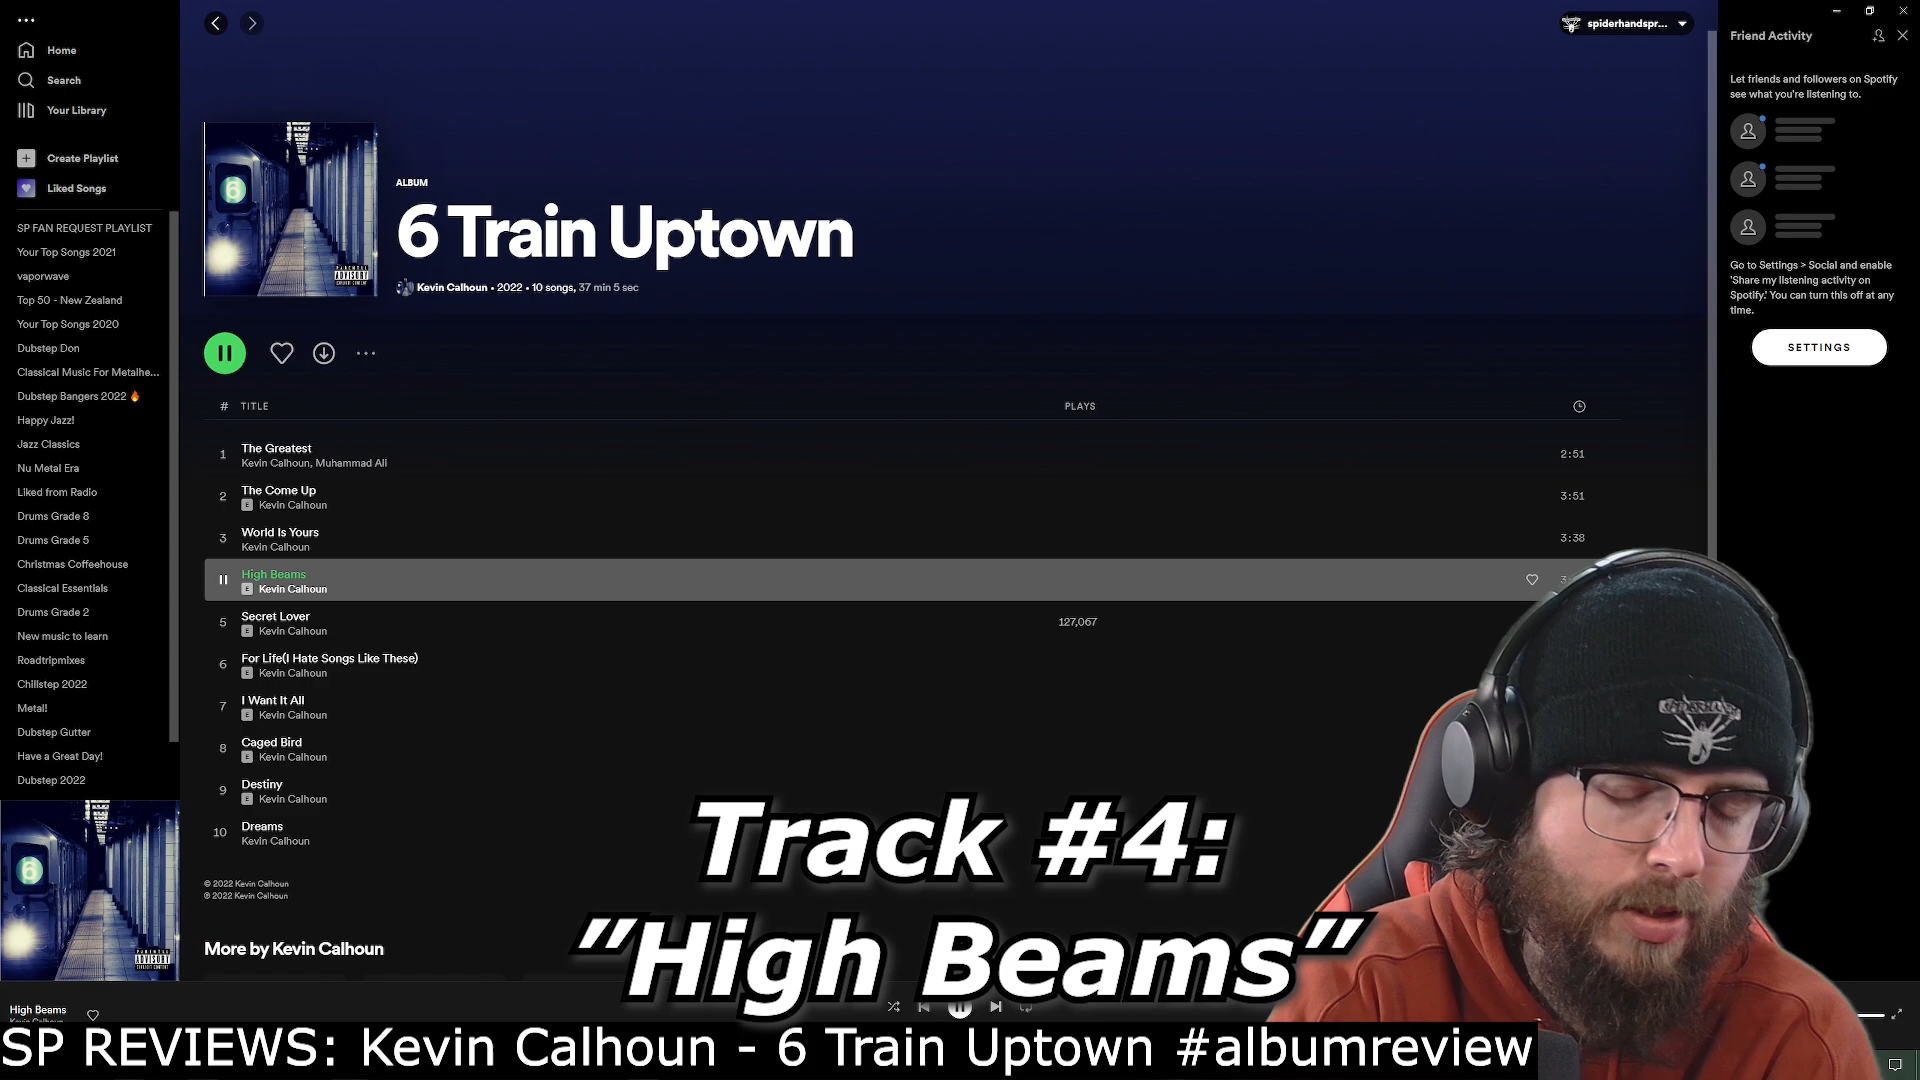 Home
Search
Your Library
Create Playlist
Liked Songs
SP FAN REQUEST PLAYLIST
Your Top Songs 2021
vaporwave
Top 50 - New Zealand
Your Top Songs 2020
Dubstep Don
Classical Music For Metalhe...
Dubstep Bangers 2022 🔥
Happy Jazz!
Jazz Classics
Nu Metal Era
Liked from Radio
Drums Grade 8
Drums Grade 5
Christmas Coffeehouse
Classical Essentials
Drums Grade 2
New music to learn
Roadtripmixes
Chillstep 2022
Metal!
Dubstep Gutter
Have a Great Day!
Dubstep 2022
6
PARENTAL
ADVISORY
EXPLICIT CONTENT
High Beams
spiderhandspr...
6
PARENTAL
ADVISORY
EXPLICIT CONTENT
ALBUM
6 Train Uptown
Kevin Calhoun • 2022 • 10 songs, 37 min 5 sec
# TITLE PLAYS
1 The Greatest 2:51
Kevin Calhoun, Muhammad Ali
2 The Come Up 3:51
E Kevin Calhoun
3 World Is Yours 3:38
Kevin Calhoun
High Beams
E Kevin Calhoun
5 Secret Lover 127,067
E Kevin Calhoun
6 For Life(I Hate Songs Like These)
E Kevin Calhoun
7 I Want It All
E Kevin Calhoun
8 Caged Bird
E Kevin Calhoun
9 Destiny
E Kevin Calhoun
10 Dreams
Kevin Calhoun
© 2022 Kevin Calhoun
℗ 2022 Kevin Calhoun
More by Kevin Calhoun
Friend Activity
Let friends and followers on Spotify
see what you're listening to.
Go to Settings > Social and enable
'Share my listening activity on
Spotify.' You can turn this off at any
time.
SETTINGS
Track #4:
"High Beams"
SP REVIEWS: Kevin Calhoun - 6 Train Uptown #albumreview